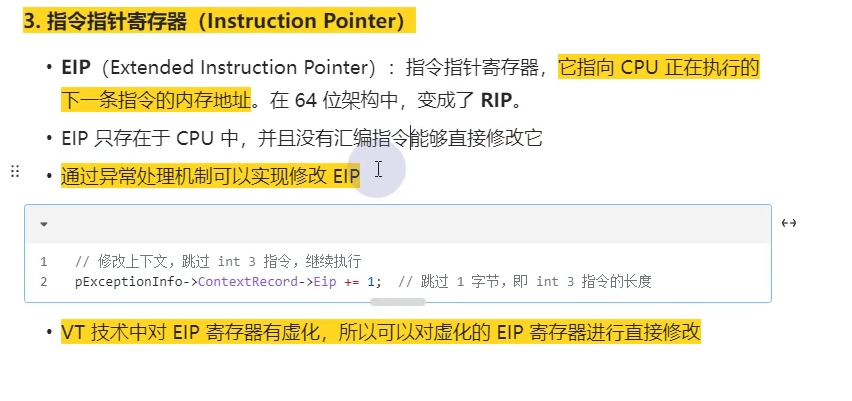 3. 指令指针寄存器（Instruction Pointer）
• EIP（Extended Instruction Pointer）：指令指针寄存器，它指向 CPU 正在执行的
下一条指令的内存地址。在 64 位架构中，变成了 RIP。
• EIP 只存在于 CPU 中，并且没有汇编指令能够直接修改它
• 通过异常处理机制可以实现修改 EIP
1 // 修改上下文，跳过 int 3 指令，继续执行
2 pExceptionInfo->ContextRecord->Eip += 1; // 跳过 1 字节，即 int 3 指令的长度
• VT 技术中对 EIP 寄存器有虚化，所以可以对虚化的 EIP 寄存器进行直接修改